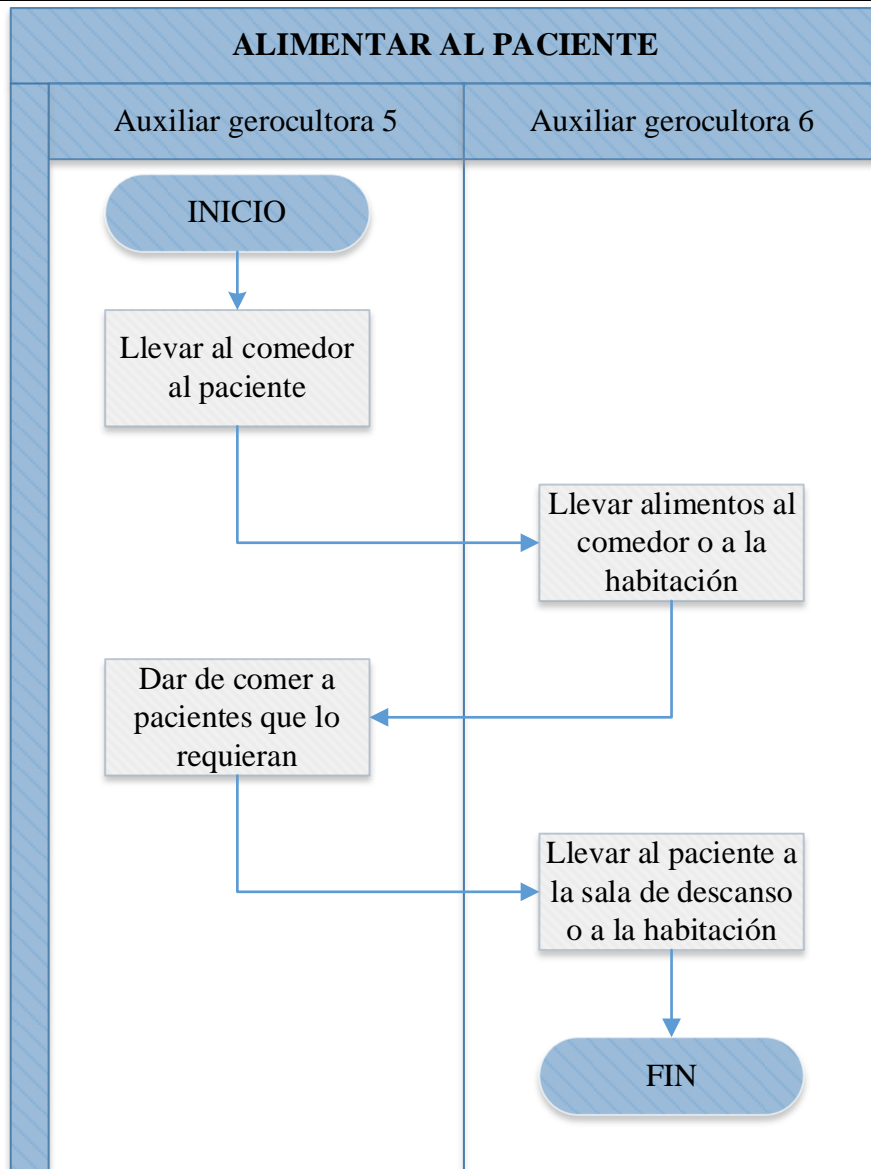 ALIMENTAR AL PACIENTE
Auxiliar gerocultora 5
Auxiliar gerocultora 6
INICIO
Llevar al comedor
al paciente
Llevar alimentos al
comedor o a la
habitación
Dar de comer a
pacientes que lo
requieran
Llevar al paciente a
la sala de descanso
o a la habitación
FIN